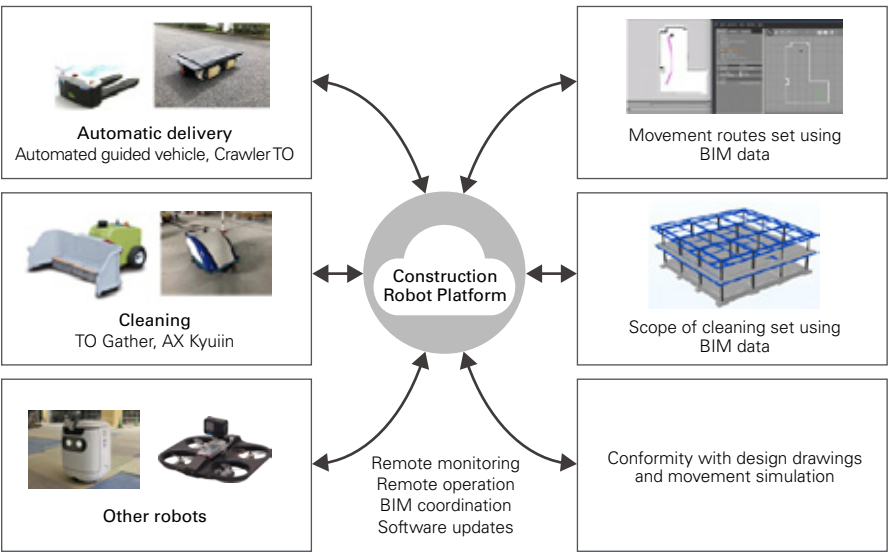 Automatic delivery
Automated guided vehicle, Crawler TO
Cleaning
TO Gather, AX Kyuiin
Other robots
Construction
Robot Platform
Remote monitoring
Remote operation
BIM coordination
Software updates
Movement routes set using
BIM data
Scope of cleaning set using
BIM data
Conformity with design drawings
and movement simulation